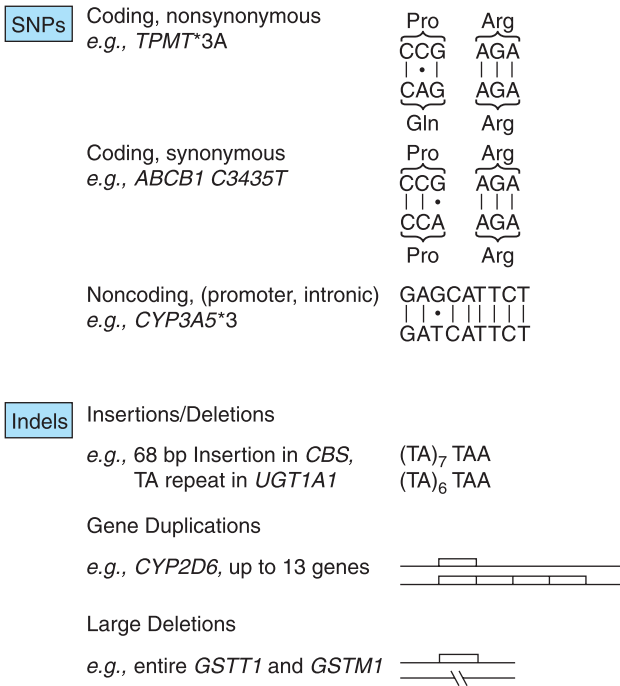 SNPs
Coding, nonsynonymous
e.g., TPMT*3A
Pro Arg
CCG AGA
CAG AGA
Gln Arg
Coding, synonymous
e.g., ABCB1 C3435T
Pro Arg
CCG AGA
CCA AGA
Pro Arg
Noncoding, (promoter, intronic)
e.g., CYP3A5*3
GAGCATTCT
GATCATTCT
Indels
Insertions/Deletions
e.g., 68 bp Insertion in CBS, (TA)7 TAA
TA repeat in UGT1A1 (TA)6 TAA
Gene Duplications
e.g., CYP2D6, up to 13 genes
Large Deletions
e.g., entire GSTT1 and GSTM1